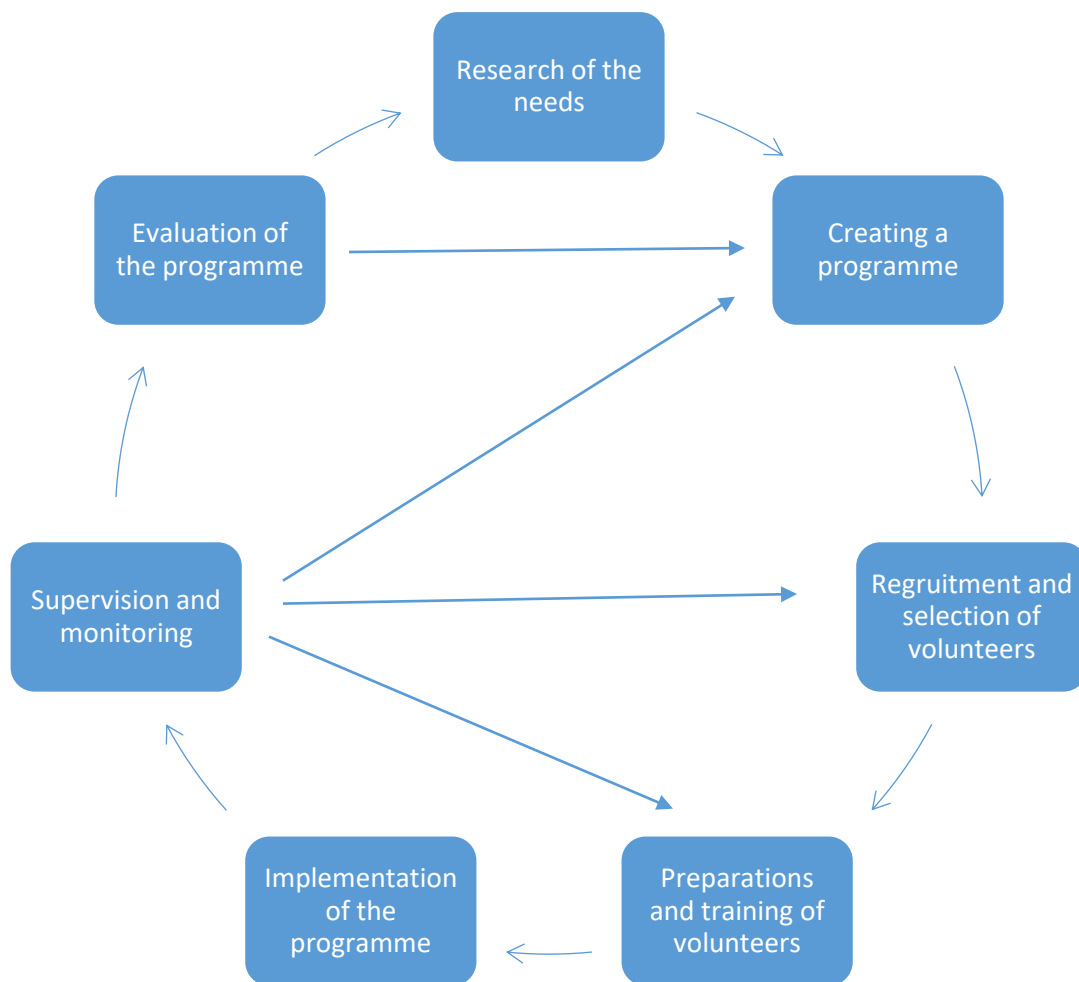 Research of the
needs
Creating a
programme
Regruitment and
selection of
volunteers
Preparations
and training of
volunteers
Implementation
of the
programme
Supervision and
monitoring
Evaluation of
the programme